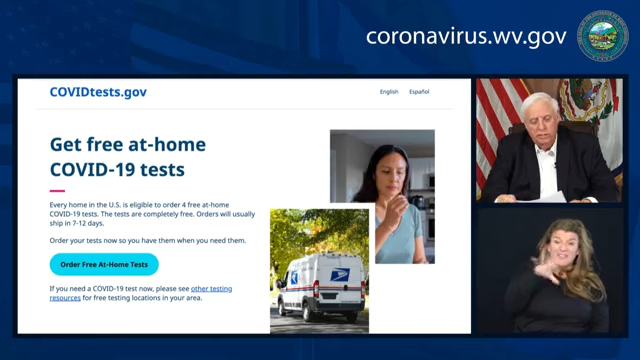 coronavirus.wv.gov
COVIDtests.gov
English Español
Get free at-home
COVID-19 tests
Every home in the U.S. is eligible to order 4 free at-home
COVID-19 tests. The tests are completely free. Orders will usually
ship in 7-12 days.
Order your tests now so you have them when you need them.
Order Free At-Home Tests
If you need a COVID-19 test now, please see other testing
resources for free testing locations in your area.